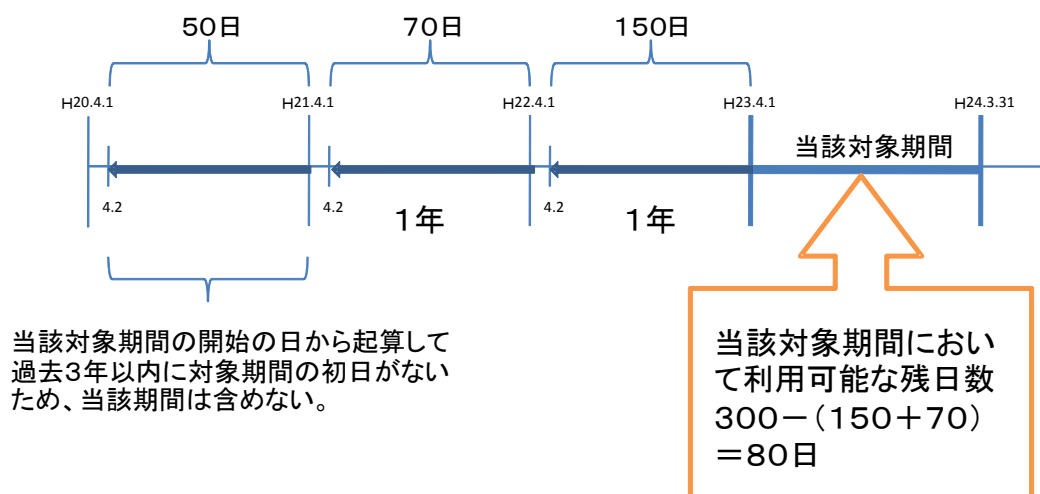 50日
70日
150日
H20.4.1
H21.4.1
H22.4.1
H23.4.1
H24.3.31
当該対象期間
4.2
4.2
1年
4.2
1年
当該対象期間の開始の日から起算して
過去3年以内に対象期間の初日がない
ため、当該期間は含めない。
当該対象期間におい
て利用可能な残日数
300-(150+70)
=80日